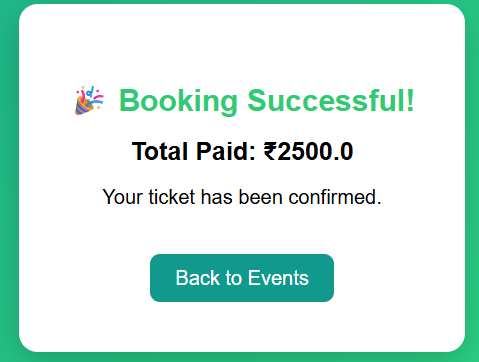 🎉 Booking Successful!
Total Paid: ₹2500.0
Your ticket has been confirmed.
Back to Events